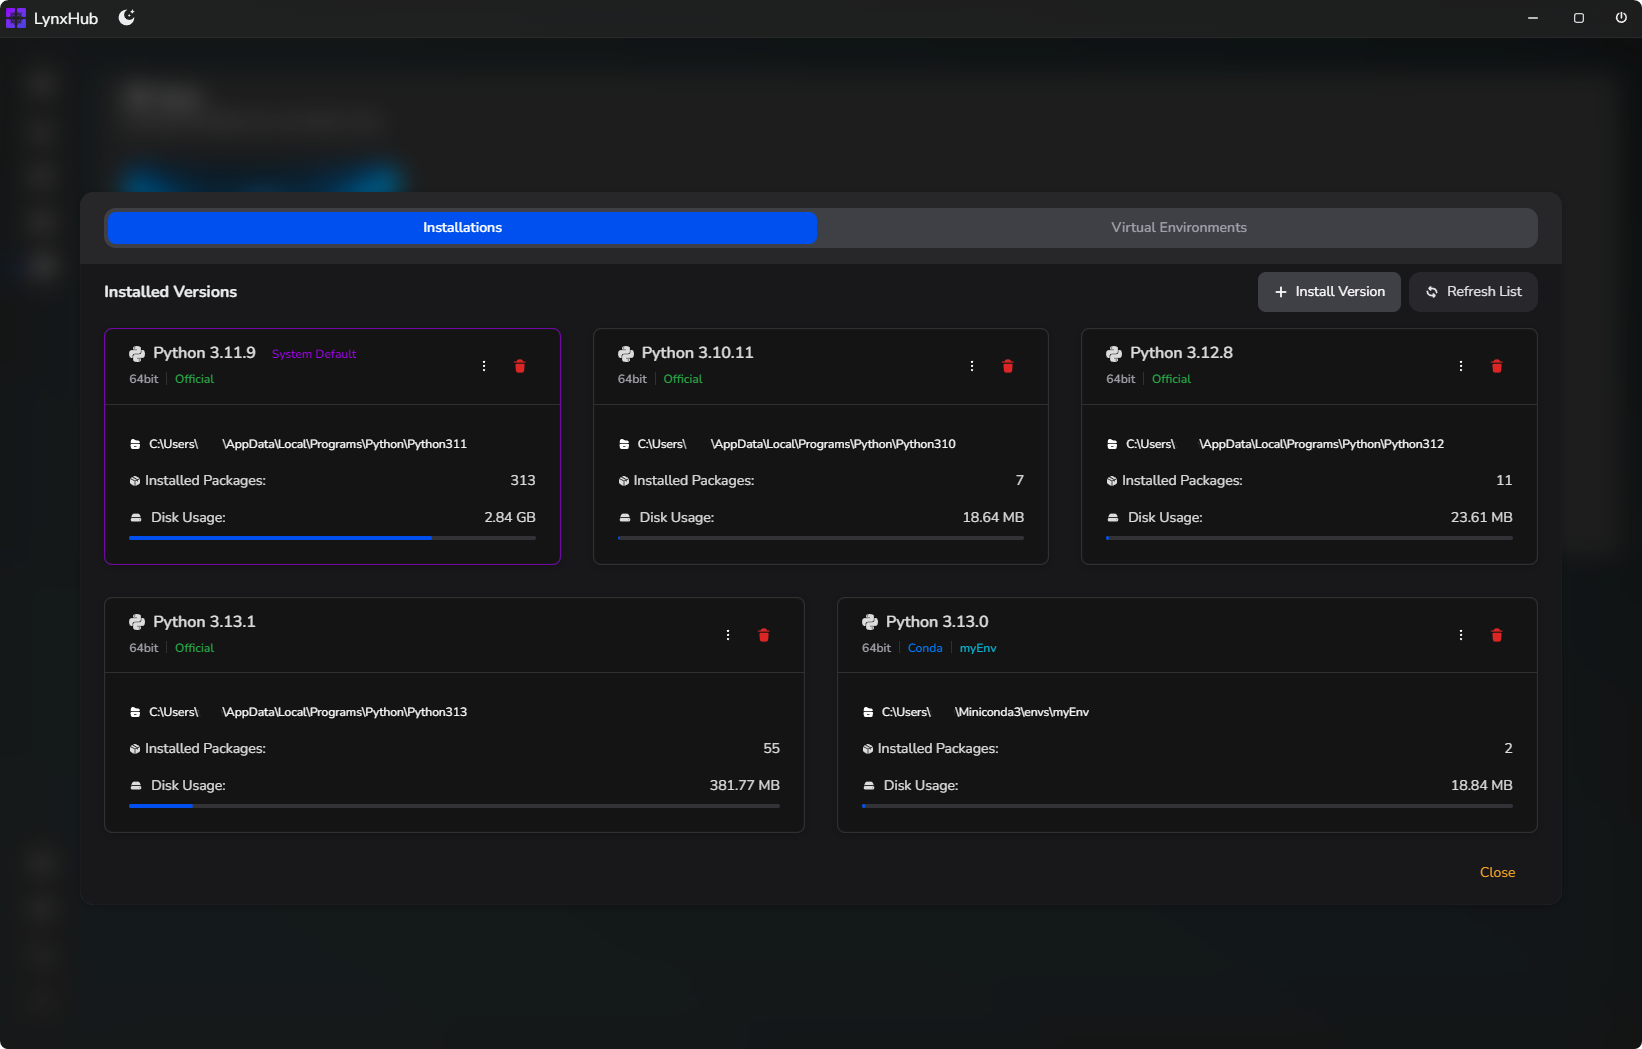 LynxHub
Installations
Virtual Environments
Installed Versions
Install Version
Refresh List
Python 3.11.9 System Default
64bit Official
C:\Users\ \AppData\Local\Programs\Python\Python311
Installed Packages: 313
Disk Usage: 2.84 GB
Python 3.10.11
64bit Official
C:\Users\ \AppData\Local\Programs\Python\Python310
Installed Packages: 7
Disk Usage: 18.64 MB
Python 3.12.8
64bit Official
C:\Users\ \AppData\Local\Programs\Python\Python312
Installed Packages: 11
Disk Usage: 23.61 MB
Python 3.13.1
64bit Official
C:\Users\ \AppData\Local\Programs\Python\Python313
Installed Packages: 55
Disk Usage: 381.77 MB
Python 3.13.0
64bit Conda myEnv
C:\Users\ \Miniconda3\envs\myEnv
Installed Packages: 2
Disk Usage: 18.84 MB
Close